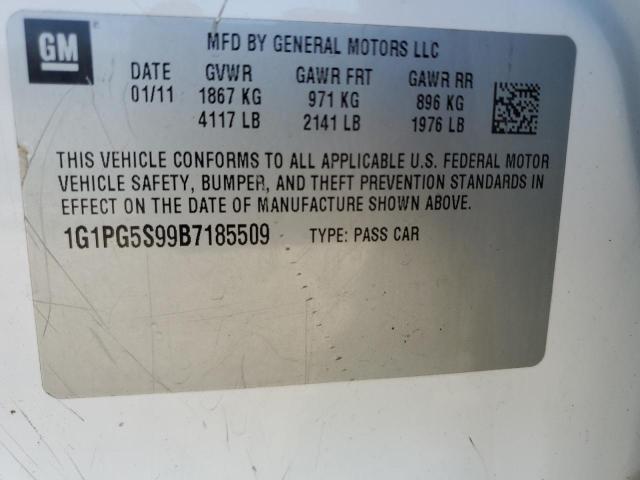 GM
MFD BY GENERAL MOTORS LLC
DATE GVWR GAWR FRT GAWR RR
01/11 1867 KG 971 KG 896 KG
4117 LB 2141 LB 1976 LB
THIS VEHICLE CONFORMS TO ALL APPLICABLE U.S. FEDERAL MOTOR
VEHICLE SAFETY, BUMPER, AND THEFT PREVENTION STANDARDS IN
EFFECT ON THE DATE OF MANUFACTURE SHOWN ABOVE.
1G1PG5S99B7185509 TYPE: PASS CAR